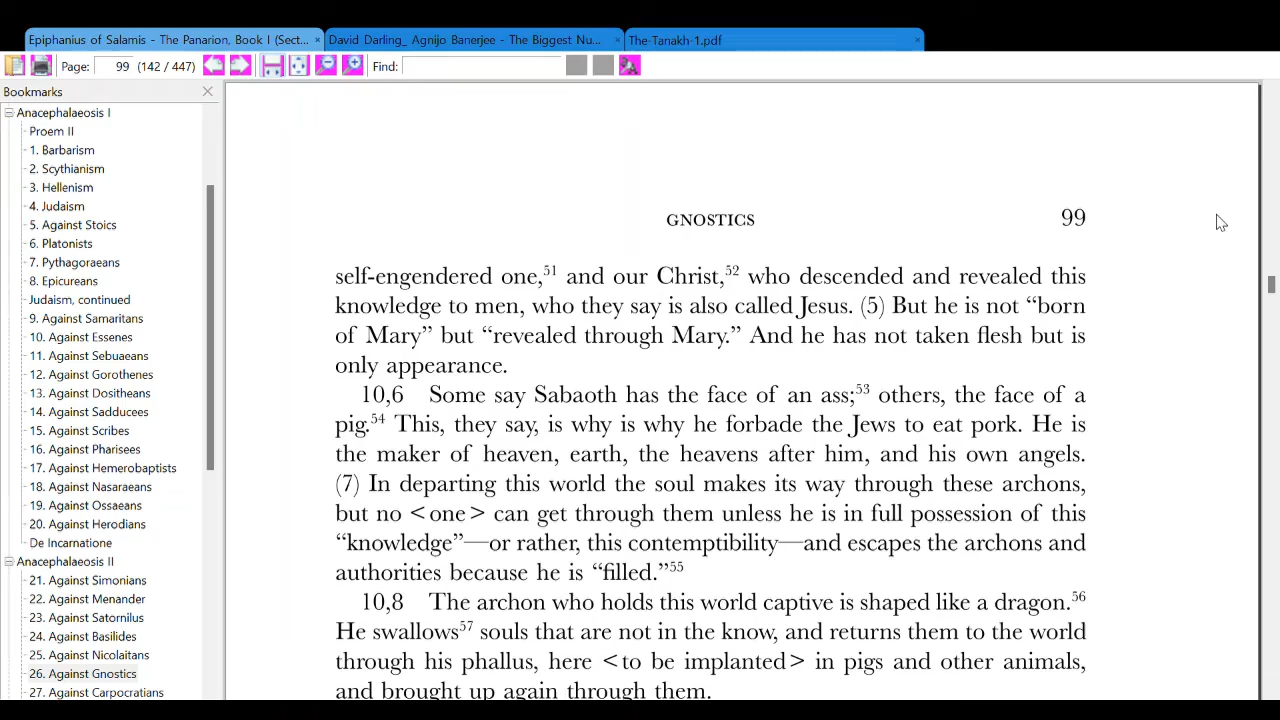 Epiphanius of Salamis - The Panarion, Book I (Sect... × David Darling_ Agnijo Banerjee - The Biggest Nu... × The-Tanakh-1.pdf ×
Page: 99 (142 / 447) Find:
Bookmarks
Anacephalaeosis I
Proem II
1. Barbarism
2. Scythianism
3. Hellenism
4. Judaism
5. Against Stoics
6. Platonists
7. Pythagoraeans
8. Epicureans
Judaism, continued
9. Against Samaritans
10. Against Essenes
11. Against Sebuaeans
12. Against Gorothenes
13. Against Dositheans
14. Against Sadducees
15. Against Scribes
16. Against Pharisees
17. Against Hemerobaptists
18. Against Nasaraeans
19. Against Ossaeans
20. Against Herodians
De Incarnatione
Anacephalaeosis II
21. Against Simonians
22. Against Menander
23. Against Satornilus
24. Against Basilides
25. Against Nicolaitans
26. Against Gnostics
27. Against Carpocratians
GNOSTICS 99
self-engendered one,51 and our Christ,52 who descended and revealed this
knowledge to men, who they say is also called Jesus. (5) But he is not “born
of Mary” but “revealed through Mary.” And he has not taken flesh but is
only appearance.
10,6 Some say Sabaoth has the face of an ass;53 others, the face of a
pig.54 This, they say, is why is why he forbade the Jews to eat pork. He is
the maker of heaven, earth, the heavens after him, and his own angels.
(7) In departing this world the soul makes its way through these archons,
but no <one> can get through them unless he is in full possession of this
“knowledge”—or rather, this contemptibility—and escapes the archons and
authorities because he is “filled.”55
10,8 The archon who holds this world captive is shaped like a dragon.56
He swallows57 souls that are not in the know, and returns them to the world
through his phallus, here <to be implanted> in pigs and other animals,
and brought up again through them.